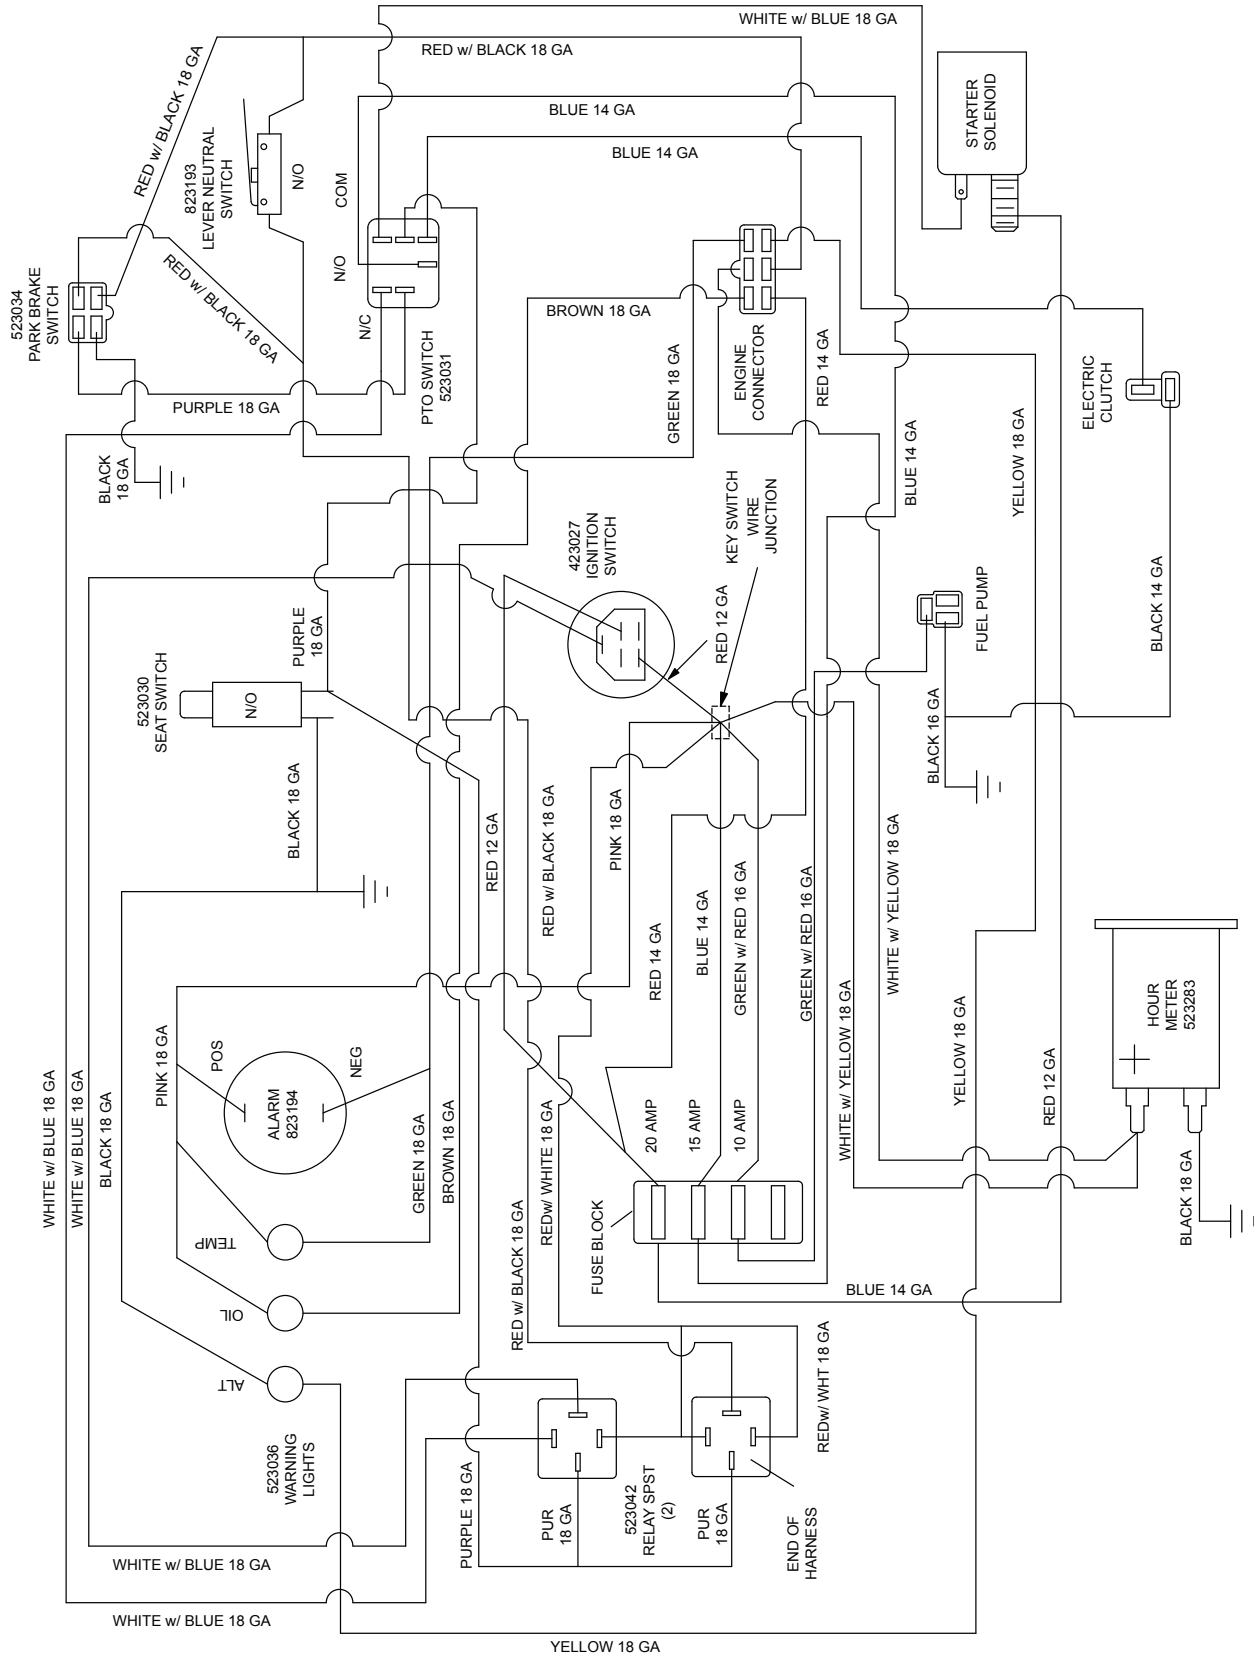 WHITE w/ BLUE 18 GA
RED w/ BLACK 18 GA
RED w/ BLACK 18 GA
BLUE 14 GA
BLUE 14 GA
STARTER
SOLENOID
823193
LEVER NEUTRAL
SWITCH
N/O
COM
N/O
N/C
PTO SWITCH
523031
523034
PARK BRAKE
SWITCH
RED w/ BLACK 18 GA
PURPLE 18 GA
BLACK
18 GA
BROWN 18 GA
ENGINE
CONNECTOR
GREEN 18 GA
RED 14 GA
ELECTRIC
CLUTCH
BLUE 14 GA
YELLOW 18 GA
KEY SWITCH
WIRE
JUNCTION
423027
IGNITION
SWITCH
RED 12 GA
FUEL PUMP
BLACK 14 GA
BLACK 16 GA
PURPLE
18 GA
523030
SEAT SWITCH
N/O
BLACK 18 GA
RED 12 GA
RED w/ BLACK 18 GA
PINK 18 GA
RED 14 GA
BLUE 14 GA
GREEN w/ RED 16 GA
GREEN w/ RED 16 GA
WHITE w/ YELLOW 18 GA
WHITE w/ YELLOW 18 GA
HOUR
METER
523283
WHITE w/ BLUE 18 GA
WHITE w/ BLUE 18 GA
BLACK 18 GA
PINK 18 GA
POS
NEG
ALARM
823194
GREEN 18 GA
BROWN 18 GA
REDw/ WHITE 18 GA
20 AMP
15 AMP
10 AMP
YELLOW 18 GA
RED 12 GA
BLACK 18 GA
TEMP
OIL
ALT
523036
WARNING
LIGHTS
RED w/ BLACK 18 GA
FUSE BLOCK
BLUE 14 GA
REDw/ WHT 18 GA
PURPLE 18 GA
PUR
18 GA
523042
RELAY SPST
(2)
PUR
18 GA
END OF
HARNESS
WHITE w/ BLUE 18 GA
WHITE w/ BLUE 18 GA
YELLOW 18 GA